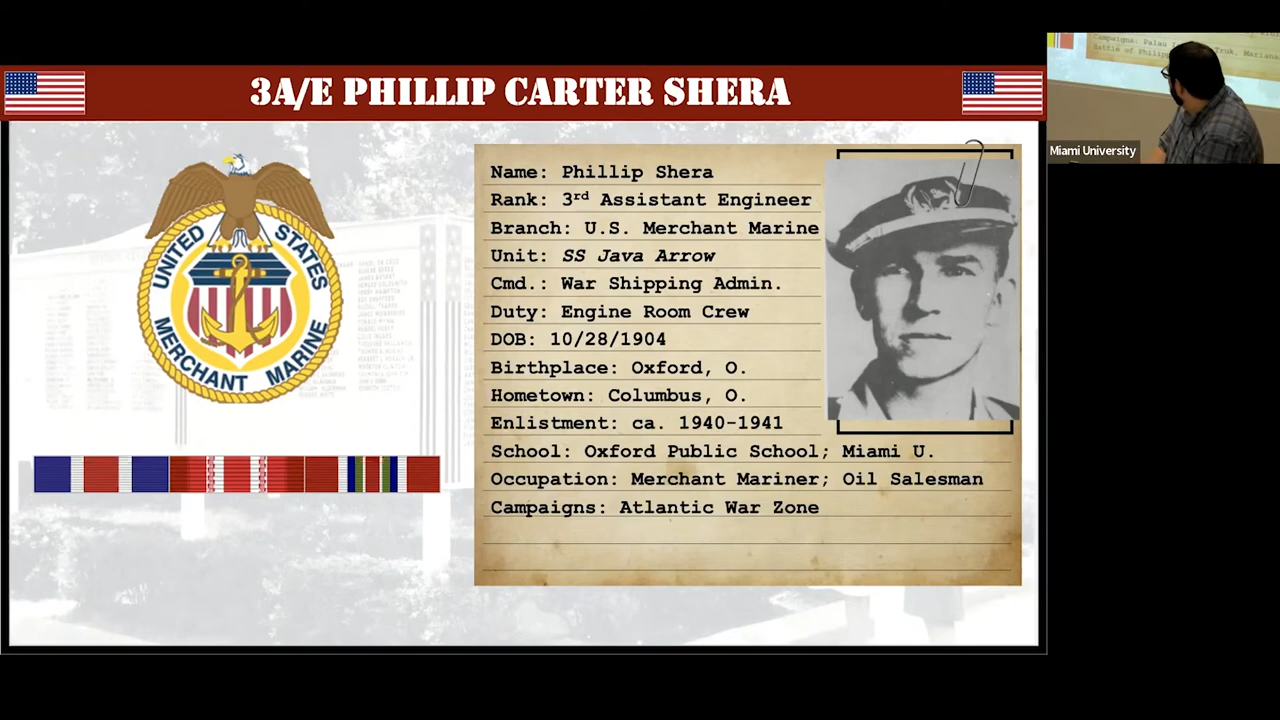 3A/E PHILLIP CARTER SHERA
UNITED STATES
MERCHANT MARINE
Name: Phillip Shera
Rank: 3rd Assistant Engineer
Branch: U.S. Merchant Marine
Unit: SS Java Arrow
Cmd.: War Shipping Admin.
Duty: Engine Room Crew
DOB: 10/28/1904
Birthplace: Oxford, O.
Hometown: Columbus, O.
Enlistment: ca. 1940-1941
School: Oxford Public School; Miami U.
Occupation: Merchant Mariner; Oil Salesman
Campaigns: Atlantic War Zone
Campaigns: Palau Truk, Mariana
Battle of Philipp
Miami University